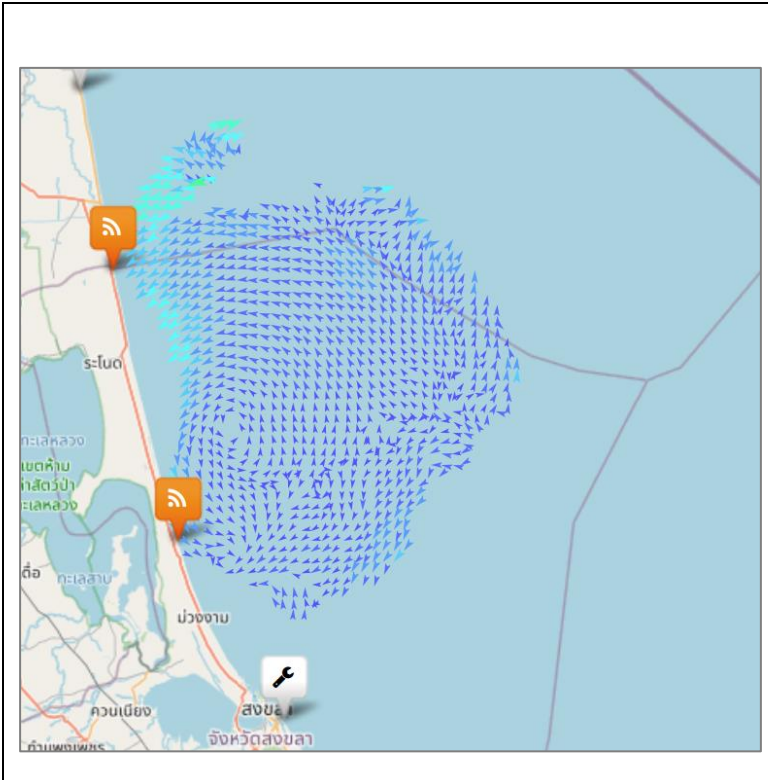 ระโนด
ทะเลหลวง
เขตห้าม
ล่าสัตว์ป่า
ทะเลหลวง
ทะเลสาบ
ม่วงงาม
ควนเนียง
สงขลา
จังหวัดสงขลา